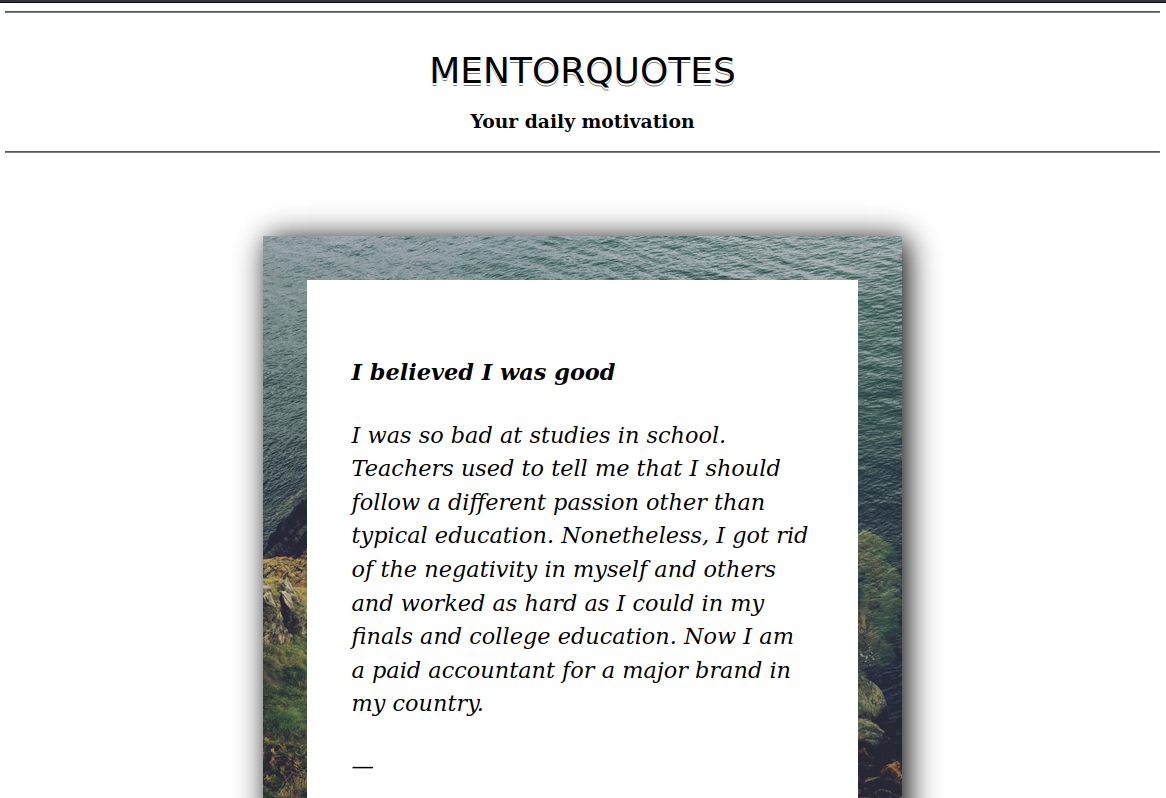 MENTORQUOTES
Your daily motivation
I believed I was good
I was so bad at studies in school.
Teachers used to tell me that I should
follow a different passion other than
typical education. Nonetheless, I got rid
of the negativity in myself and others
and worked as hard as I could in my
finals and college education. Now I am
a paid accountant for a major brand in
my country.
—